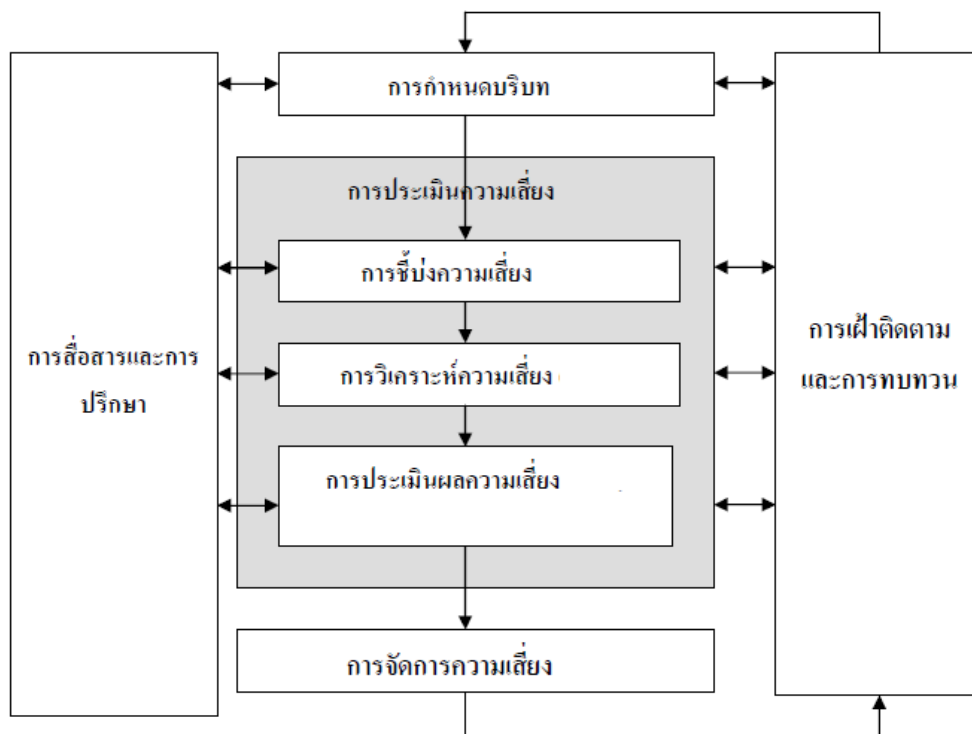 การกำหนดบริบท
การประเมินความเสี่ยง
การชี้บ่งความเสี่ยง
การวิเคราะห์ความเสี่ยง
การประเมินผลความเสี่ยง
การจัดการความเสี่ยง
การสื่อสารและการ
ปรึกษา
การเฝ้าติดตาม
และการทบทวน